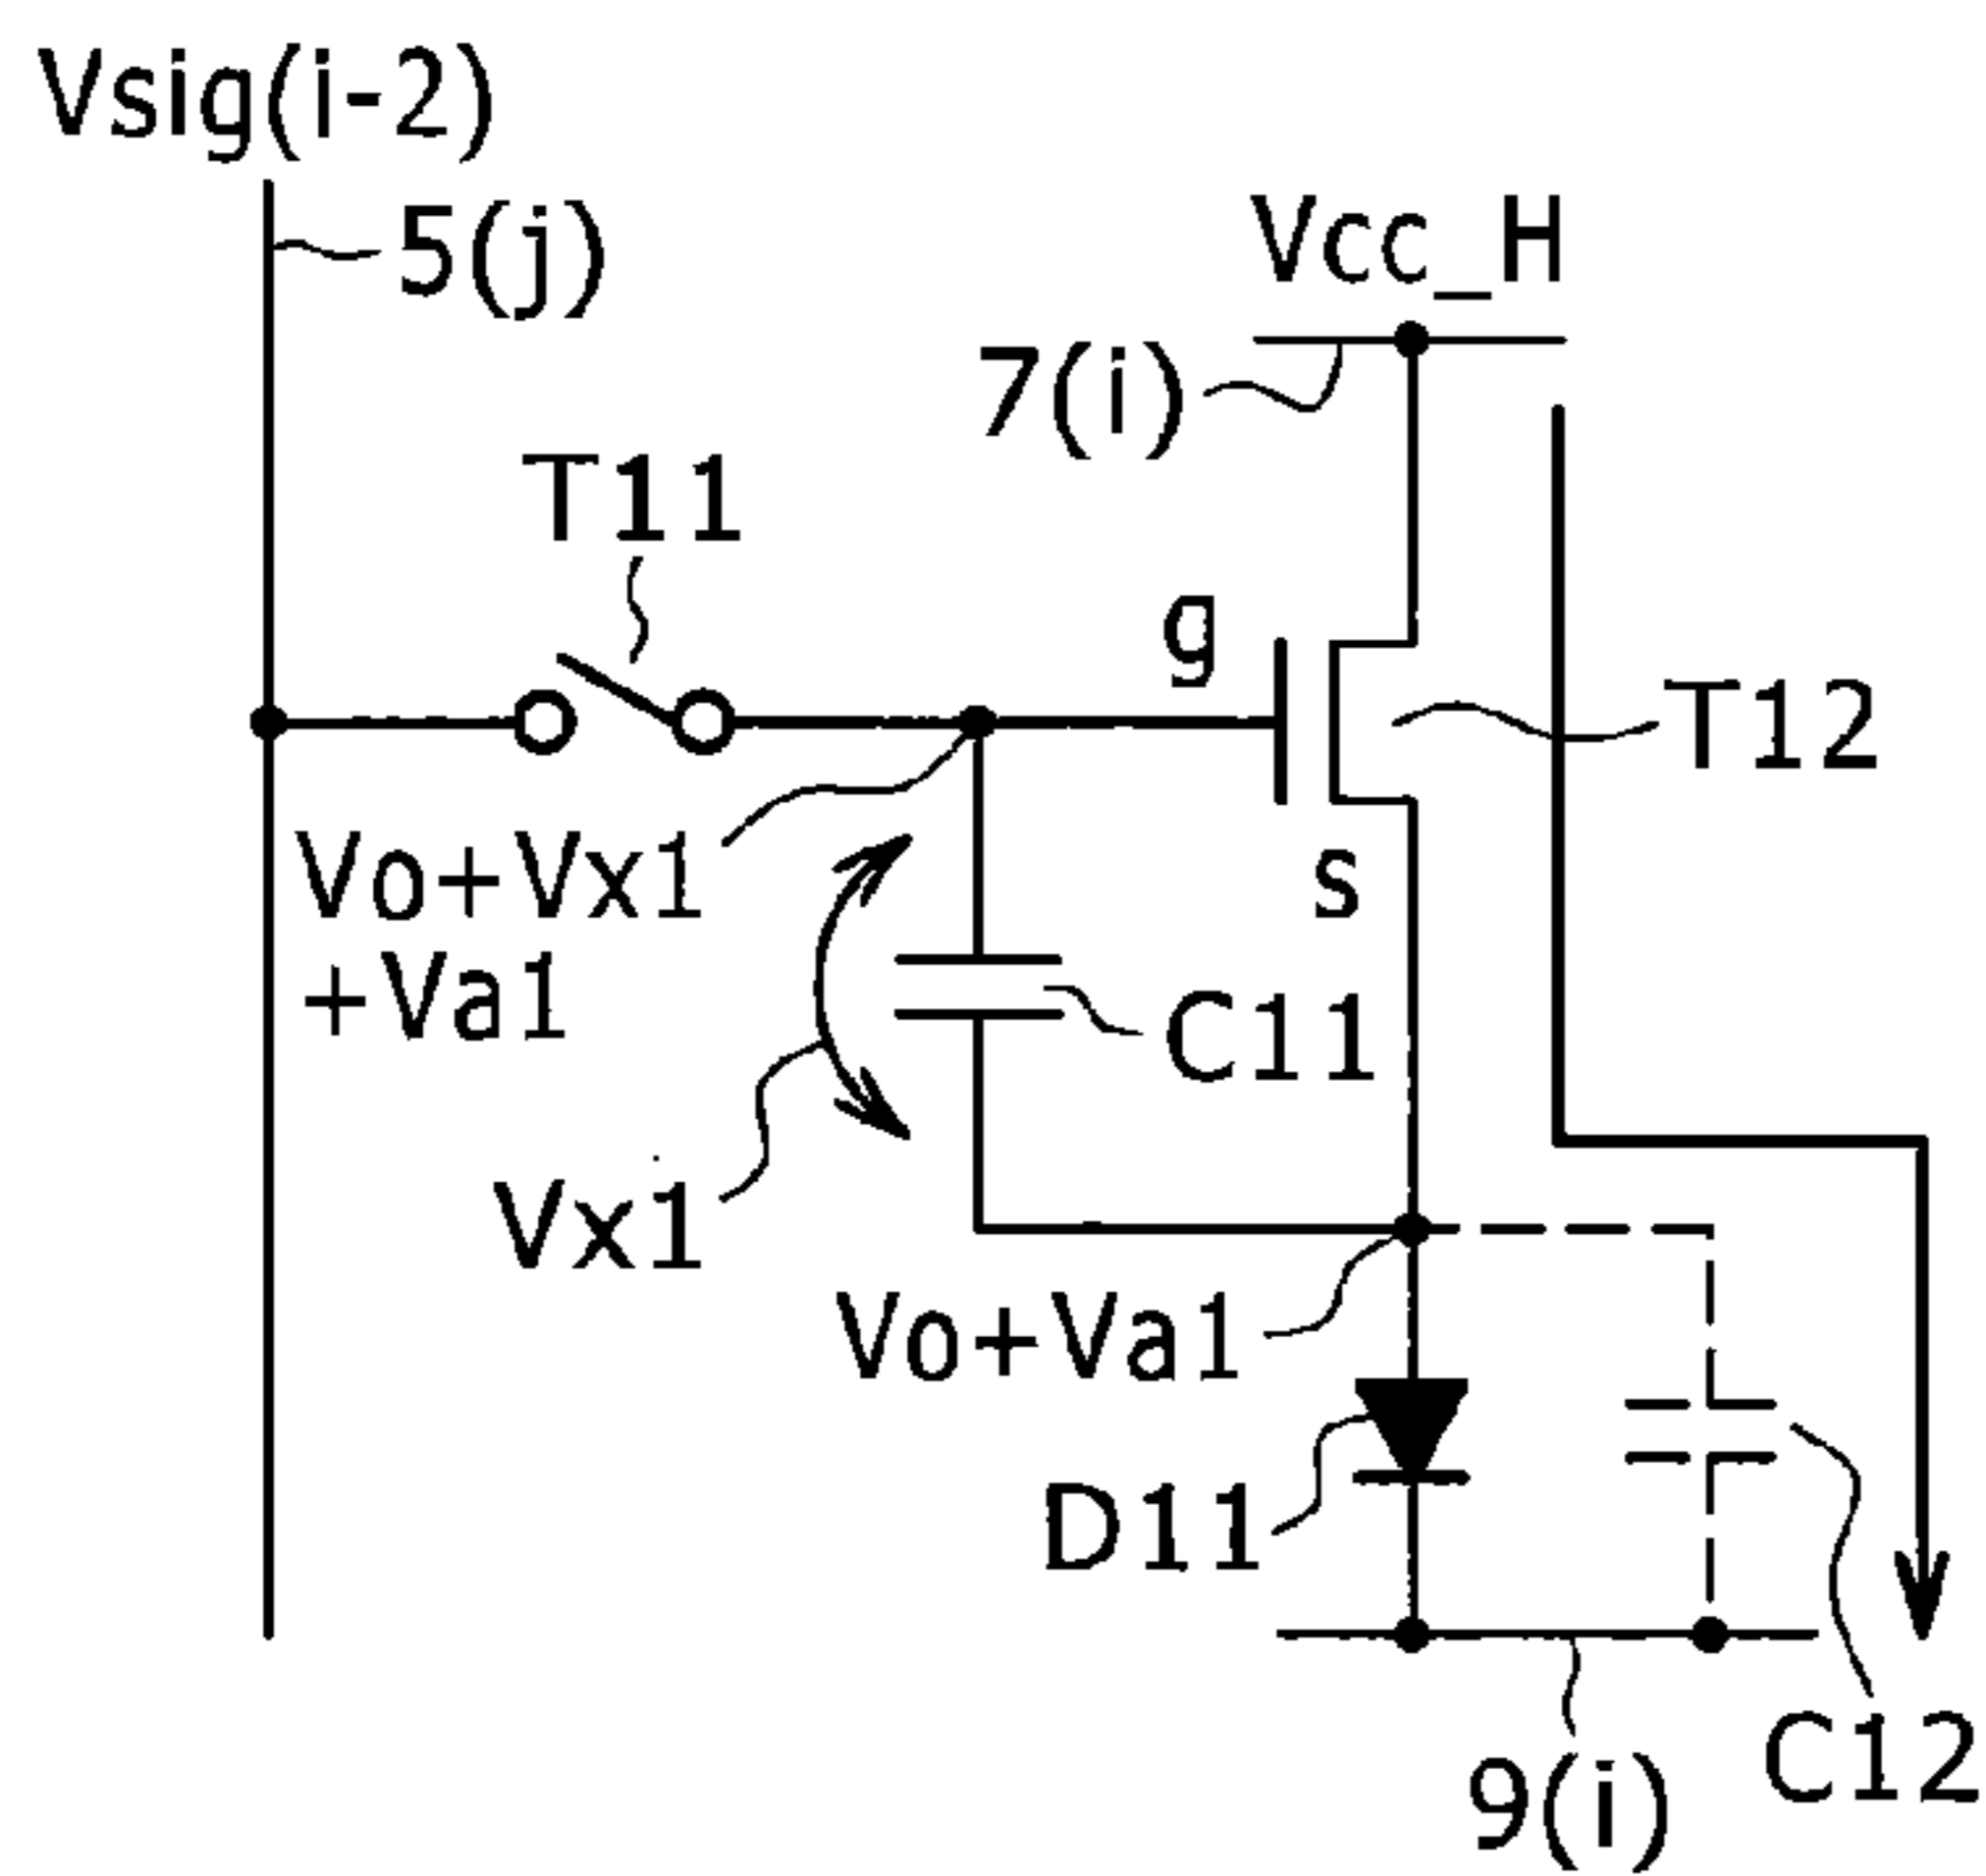 Vsig(i-2)
5(j)
Vcc_H
7(i)
T11
g
T12
Vo+Vx1
+Va1
s
C11
Vx1
Vo+Va1
D11
C12
9(i)